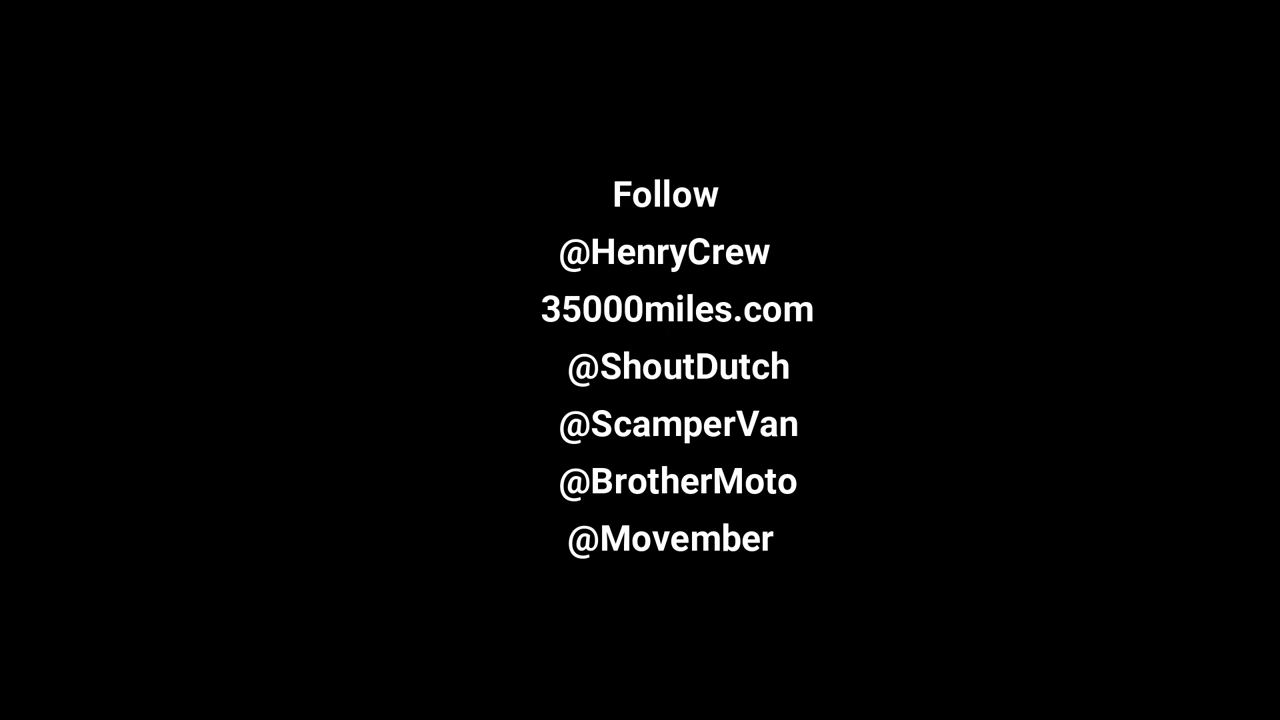 Follow
@HenryCrew
35000miles.com
@ShoutDutch
@ScamperVan
@BrotherMoto
@Movember